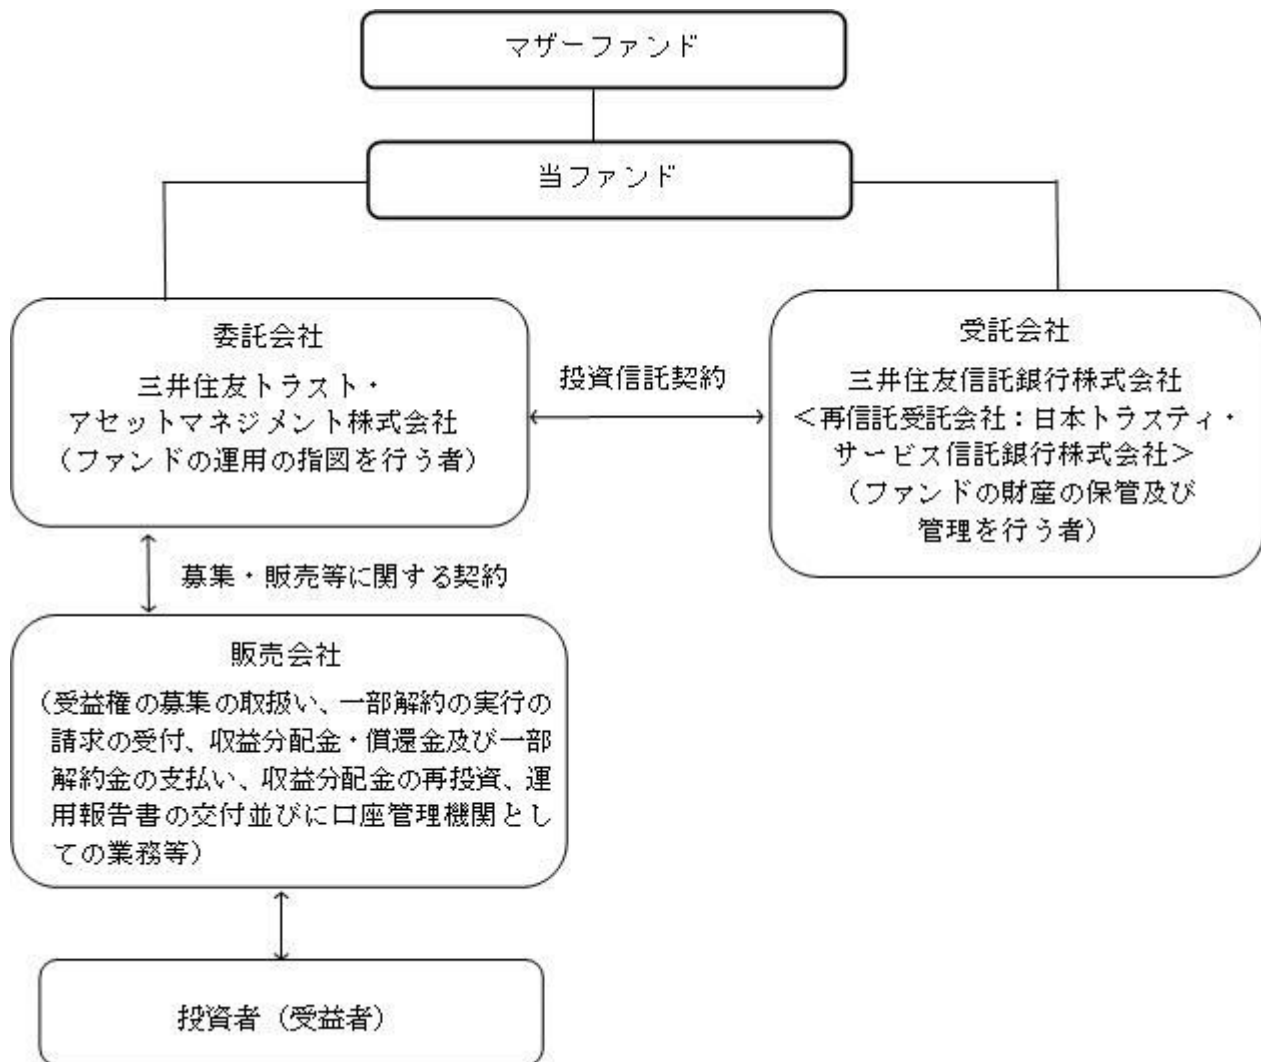 マザーファンド
当ファンド
委託会社
三井住友トラスト・
アセットマネジメント株式会社
（ファンドの運用の指図を行う者）
投資信託契約
受託会社
三井住友信託銀行株式会社
＜再信託受託会社：日本トラスティ・
サービス信託銀行株式会社＞
（ファンドの財産の保管及び
管理を行う者）
募集・販売等に関する契約
販売会社
（受益権の募集の取扱い、一部解約の実行の
請求の受付、収益分配金・償還金及び一部
解約金の支払い、収益分配金の再投資、運
用報告書の交付並びに口座管理機関とし
ての業務等）
投資者（受益者）